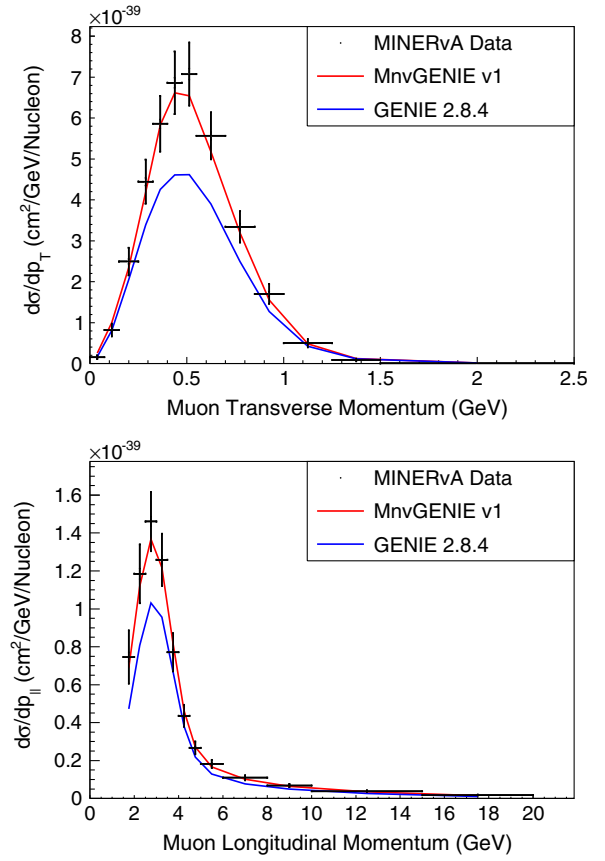 ×10⁻³⁹
8
7
6
5
4
3
2
1
0
0 0.5 1 1.5 2 2.5
dσ/dp_T (cm²/GeV/Nucleon)
Muon Transverse Momentum (GeV)
MINERvA Data
MnvGENIE v1
GENIE 2.8.4
×10⁻³⁹
1.6
1.4
1.2
1
0.8
0.6
0.4
0.2
0
0 2 4 6 8 10 12 14 16 18 20
dσ/dp_|| (cm²/GeV/Nucleon)
Muon Longitudinal Momentum (GeV)
MINERvA Data
MnvGENIE v1
GENIE 2.8.4